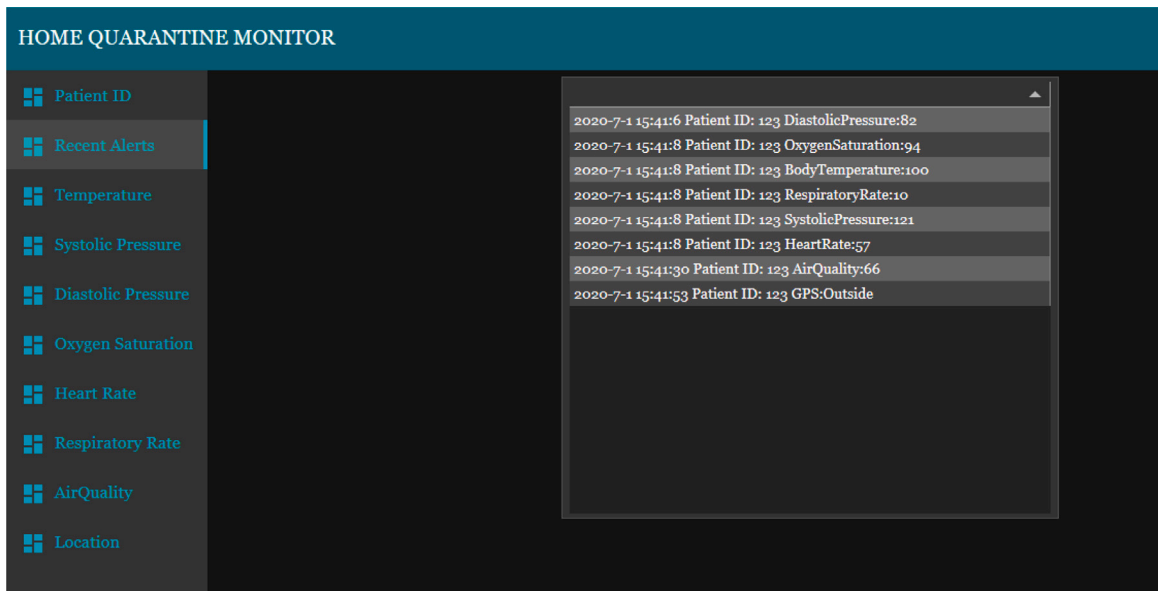 HOME QUARANTINE MONITOR
Patient ID
Recent Alerts
Temperature
Systolic Pressure
Diastolic Pressure
Oxygen Saturation
Heart Rate
Respiratory Rate
AirQuality
Location
2020-7-1 15:41:6 Patient ID: 123 DiastolicPressure:82
2020-7-1 15:41:8 Patient ID: 123 OxygenSaturation:94
2020-7-1 15:41:8 Patient ID: 123 BodyTemperature:100
2020-7-1 15:41:8 Patient ID: 123 RespiratoryRate:10
2020-7-1 15:41:8 Patient ID: 123 SystolicPressure:121
2020-7-1 15:41:8 Patient ID: 123 HeartRate:57
2020-7-1 15:41:30 Patient ID: 123 AirQuality:66
2020-7-1 15:41:53 Patient ID: 123 GPS:Outside